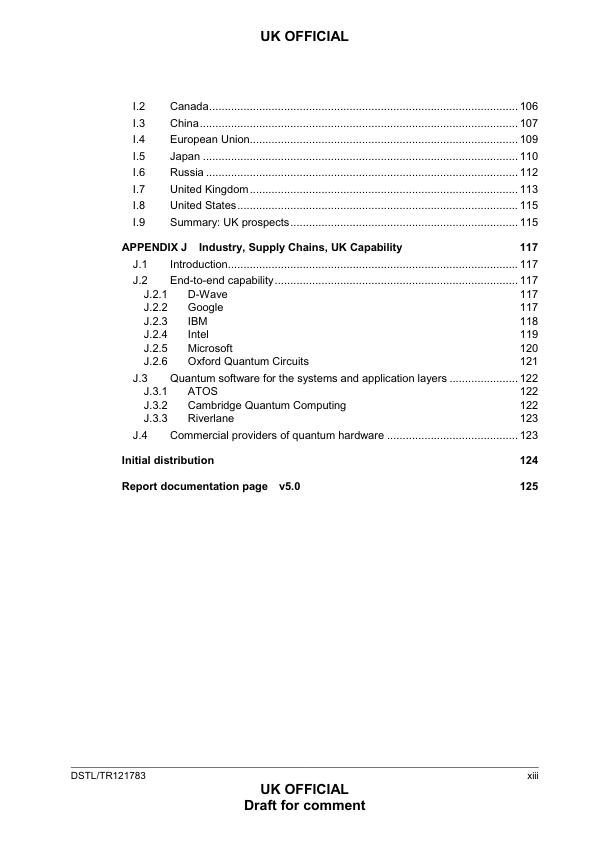 UK OFFICIAL
I.2 Canada 106
I.3 China 107
I.4 European Union 109
I.5 Japan 110
I.6 Russia 112
I.7 United Kingdom 113
I.8 United States 115
I.9 Summary: UK prospects 115
APPENDIX J Industry, Supply Chains, UK Capability 117
J.1 Introduction 117
J.2 End-to-end capability 117
J.2.1 D-Wave 117
J.2.2 Google 117
J.2.3 IBM 118
J.2.4 Intel 119
J.2.5 Microsoft 120
J.2.6 Oxford Quantum Circuits 121
J.3 Quantum software for the systems and application layers 122
J.3.1 ATOS 122
J.3.2 Cambridge Quantum Computing 122
J.3.3 Riverlane 123
J.4 Commercial providers of quantum hardware 123
Initial distribution 124
Report documentation page v5.0 125
DSTL/TR121783 xiii
UK OFFICIAL
Draft for comment